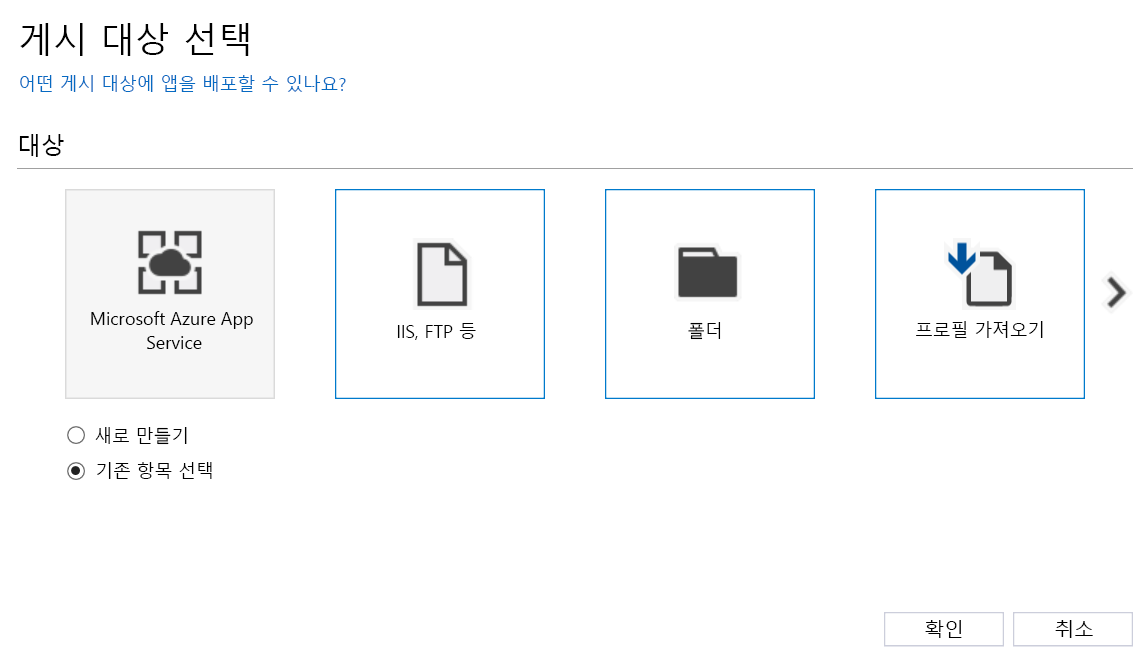 게시 대상 선택
어떤 게시 대상에 앱을 배포할 수 있나요?
대상
Microsoft Azure App
Service
IIS, FTP 등
폴더
프로필 가져오기
새로 만들기
기존 항목 선택
확인
취소